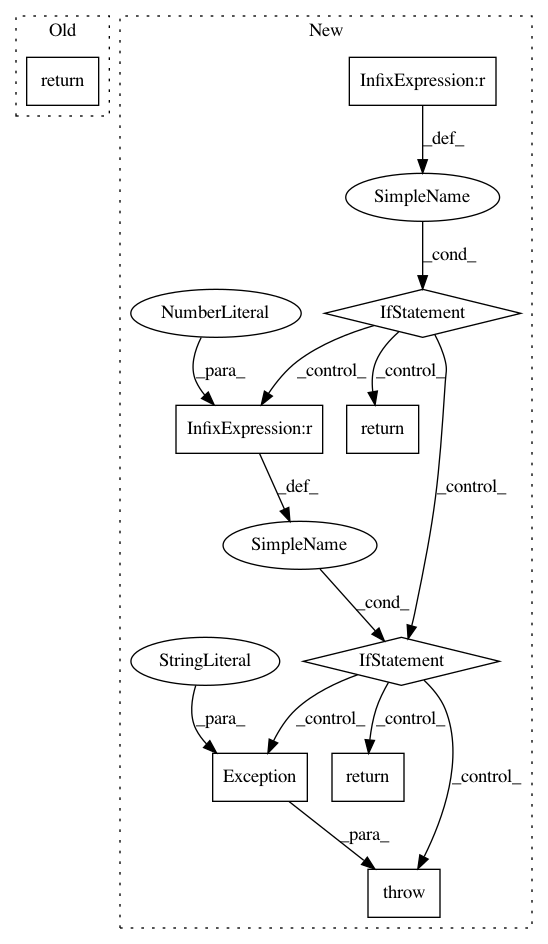 Old
New
return
InfixExpression:r
_def_
SimpleName
_cond_
NumberLiteral
IfStatement
_para_
_control_
_control_
InfixExpression:r
return
_control_
_def_
SimpleName
_cond_
StringLiteral
IfStatement
_para_
_control_
_control_
Exception
return
_control_
_para_
throw